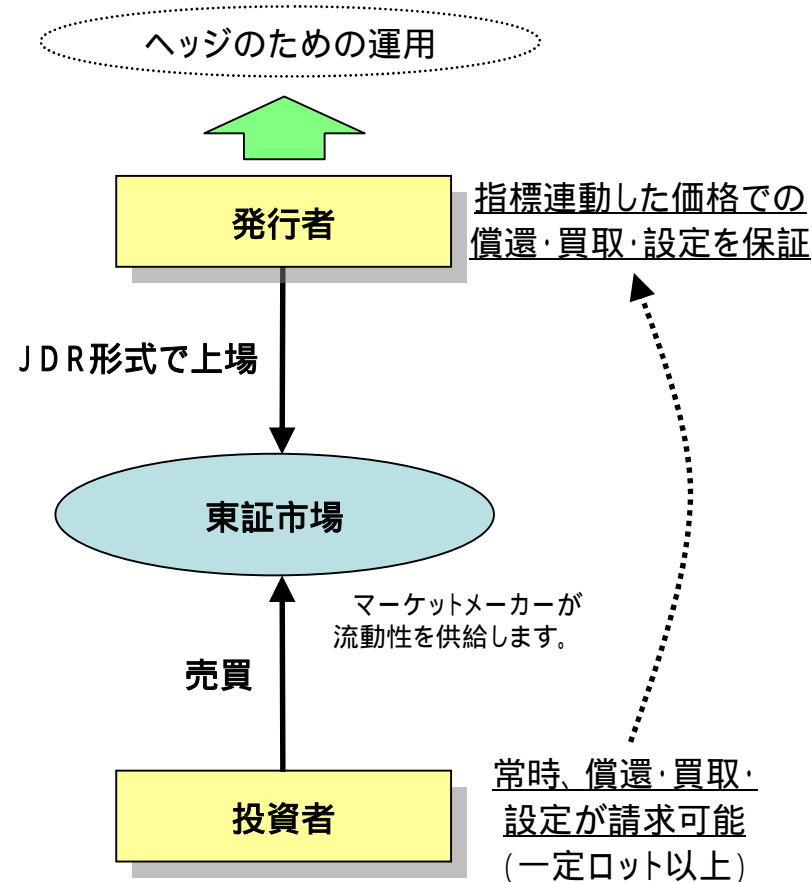 ヘッジのための運用
発行者
指標連動した価格での
償還・買取・設定を保証
JDR形式で上場
東証市場
マーケットメーカーが
流動性を供給します。
売買
投資者
常時、償還・買取・
設定が請求可能
(一定ロット以上)